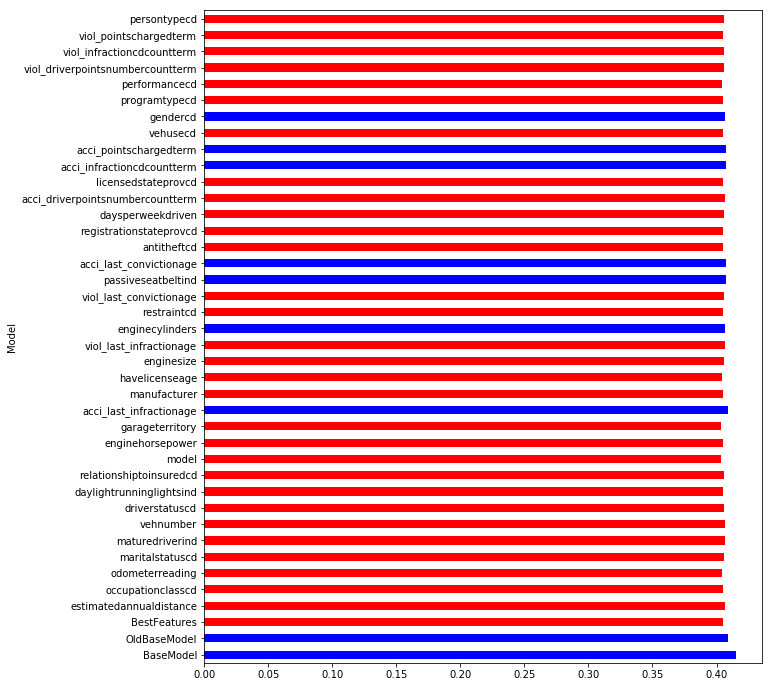 persontypecd
viol_pointschargedterm
viol_infractioncdcountterm
viol_driverpointsnumbercountterm
performancecd
programtypecd
gendercd
vehusecd
acci_pointschargedterm
acci_infractioncdcountterm
licensedstateprovcd
acci_driverpointsnumbercountterm
daysperweekdriven
registrationstateprovcd
antitheftcd
acci_last_convictionage
passiveseatbeltind
viol_last_convictionage
restraintcd
enginecylinders
viol_last_infractionage
enginesize
havelicenseage
manufacturer
acci_last_infractionage
garageterritory
enginehorsepower
model
relationshiptoinsuredcd
daylightrunninglightsind
driverstatuscd
vehnumber
maturedriverind
maritalstatuscd
odometerreading
occupationclasscd
estimatedannualdistance
BestFeatures
OldBaseModel
BaseModel
Model
0.00 0.05 0.10 0.15 0.20 0.25 0.30 0.35 0.40